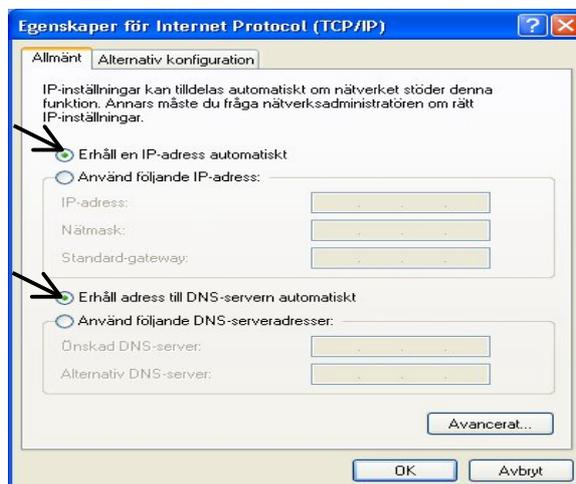 Egenskaper för Internet Protocol (TCP/IP)
Allmänt
Alternativ konfiguration
IP-inställningar kan tilldelas automatiskt om nätverket stöder denna
funktion. Annars måste du fråga nätverksadministratören om rätt
IP-inställningar.
Erhåll en IP-adress automatiskt
Använd följande IP-adress:
IP-adress:
Nätmask:
Standard-gateway:
Erhåll adress till DNS-servern automatiskt
Använd följande DNS-serveradresser:
Önskad DNS-server:
Alternativ DNS-server:
Avancerat...
OK
Avbryt